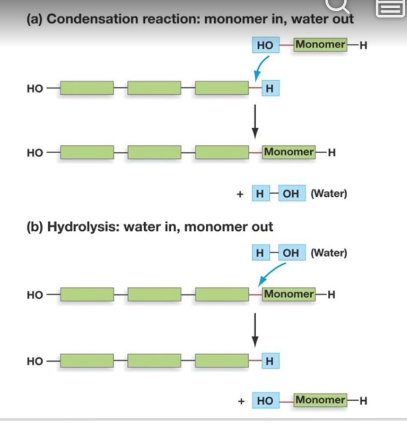 (a) Condensation reaction: monomer in, water out
HO Monomer H
HO H
HO Monomer H
+ H OH (Water)
(b) Hydrolysis: water in, monomer out
H OH (Water)
HO Monomer H
HO H
+ HO Monomer H